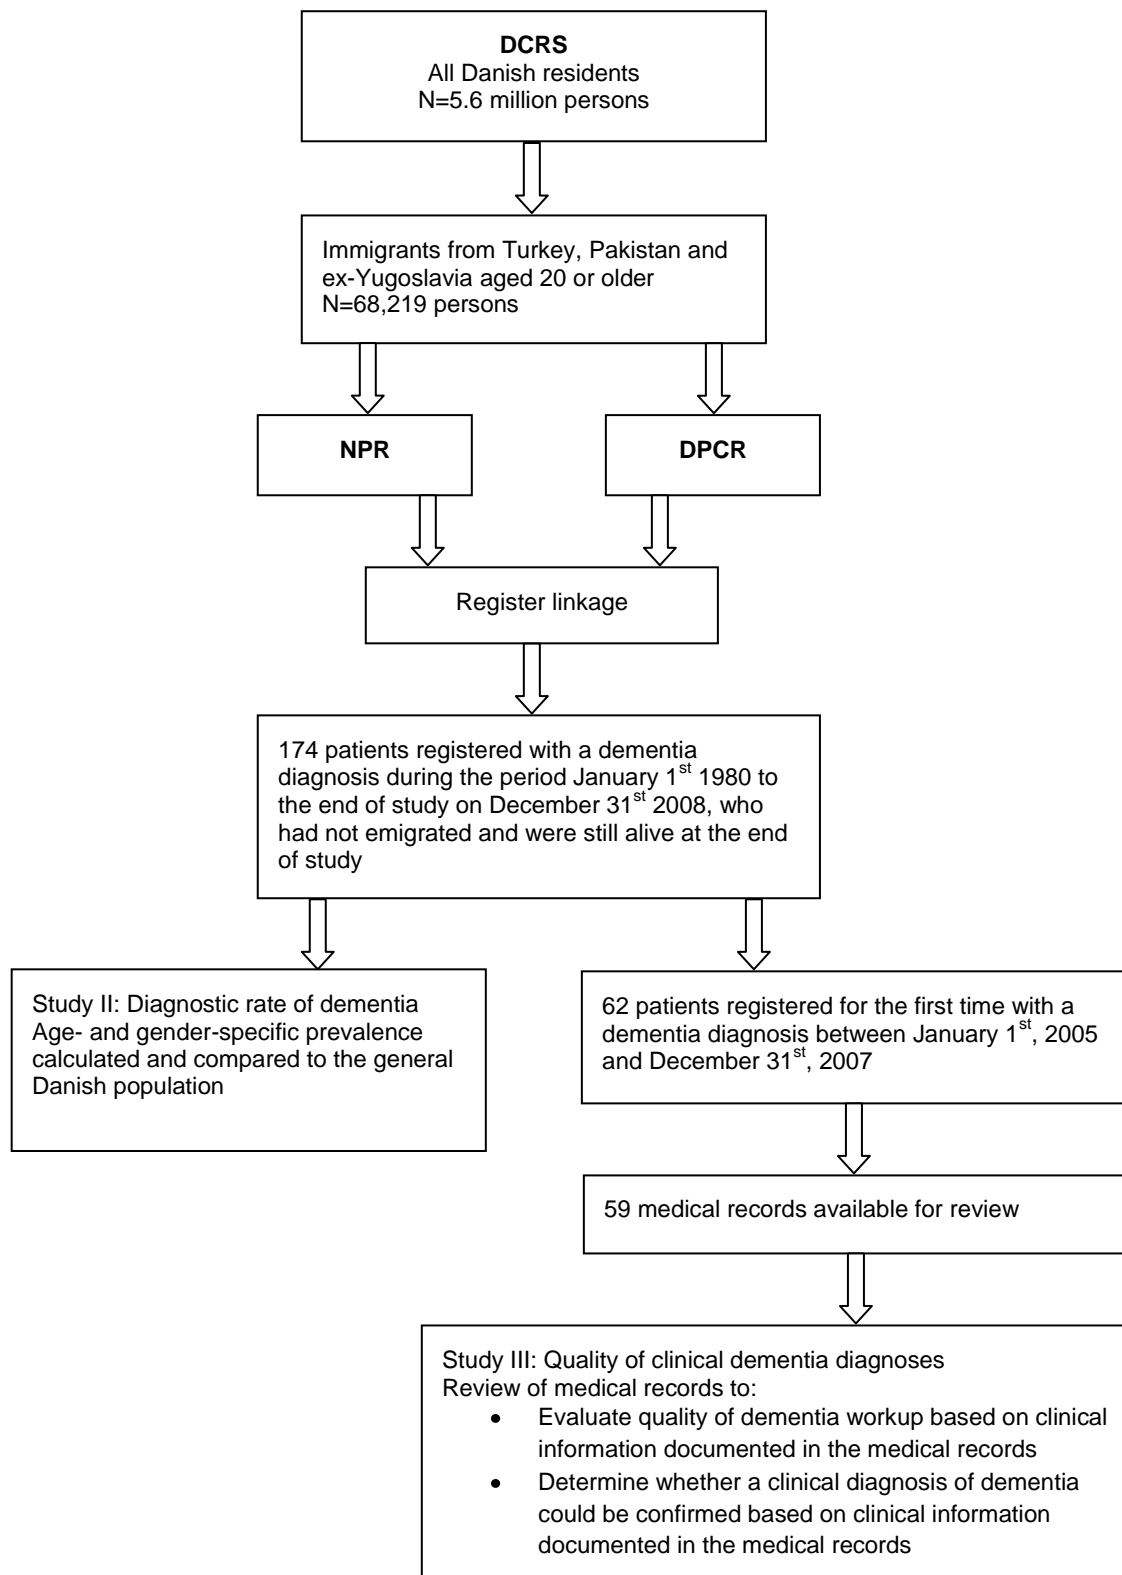 DCRS
All Danish residents
N=5.6 million persons
Immigrants from Turkey, Pakistan and
ex-Yugoslavia aged 20 or older
N=68,219 persons
NPR
DPCR
Register linkage
174 patients registered with a dementia
diagnosis during the period January 1st 1980 to
the end of study on December 31st 2008, who
had not emigrated and were still alive at the end
of study
Study II: Diagnostic rate of dementia
Age- and gender-specific prevalence
calculated and compared to the general
Danish population
62 patients registered for the first time with a
dementia diagnosis between January 1st, 2005
and December 31st, 2007
59 medical records available for review
Study III: Quality of clinical dementia diagnoses
Review of medical records to:
• Evaluate quality of dementia workup based on clinical
information documented in the medical records
• Determine whether a clinical diagnosis of dementia
could be confirmed based on clinical information
documented in the medical records